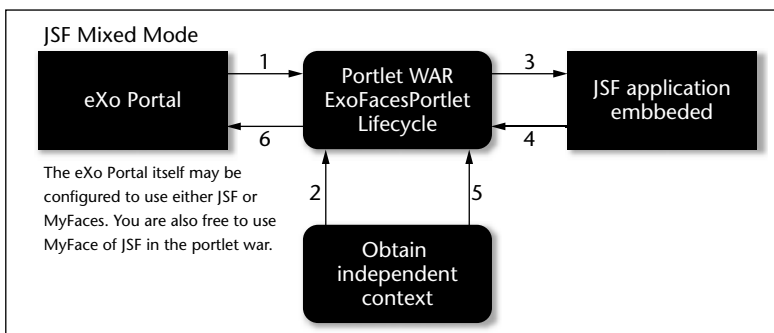 JSF Mixed Mode
eXo Portal
1
6
Portlet WAR
ExoFacesPortlet
Lifecycle
3
4
JSF application
embbeded
The eXo Portal itself may be
configured to use either JSF or
MyFaces. You are also free to use
MyFace of JSF in the portlet war.
2
5
Obtain
independent
context